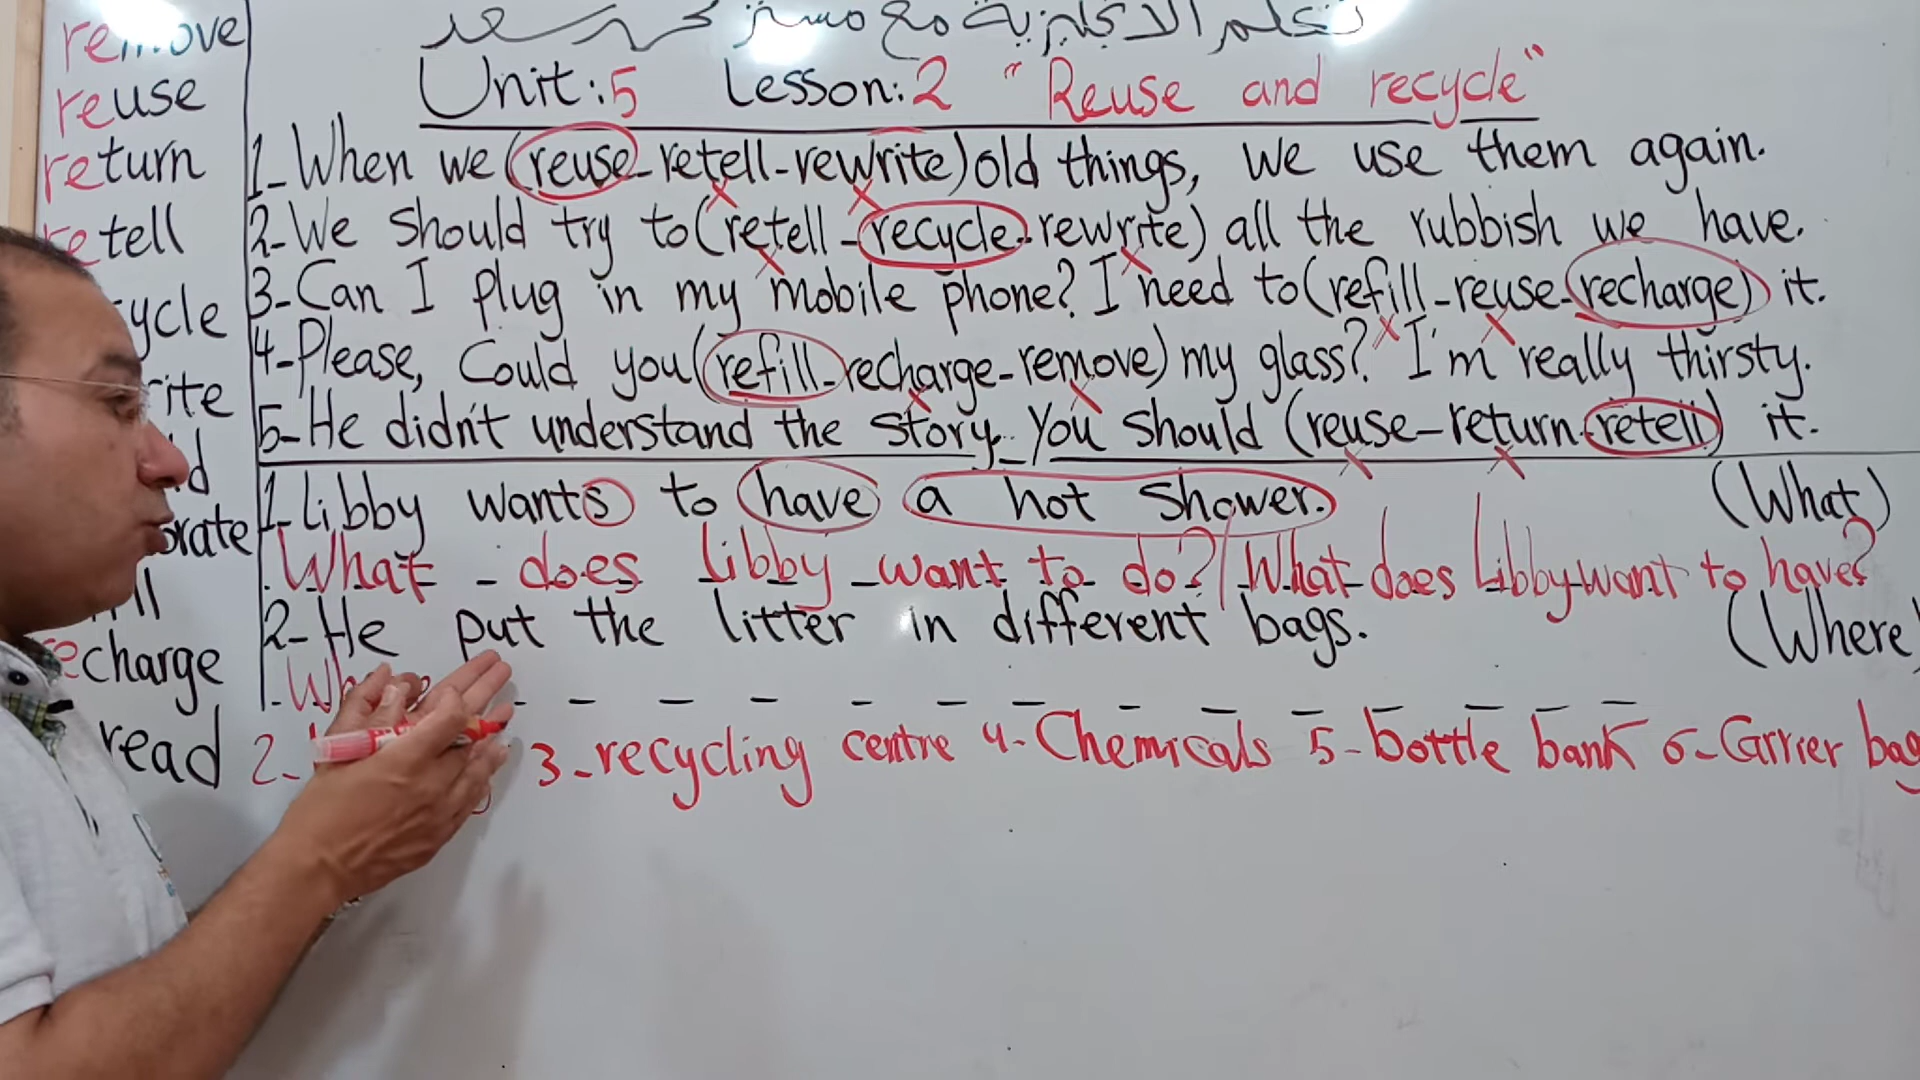 تعلم الانجليزية مع مستر محمد سعد
Unit:5 Lesson:2 "Reuse and recycle"
remove
reuse
return
retell
ycle
rite
d
orate
ll
echarge
read
1-When we (reuse-retell-rewrite) old things, we use them again.
2-We should try to (retell-recycle-rewrite) all the rubbish we have.
3-Can I plug in my mobile phone? I need to (refill-reuse-recharge) it.
4-Please, Could you (refill-recharge-remove) my glass? I'm really thirsty.
5-He didn't understand the story. You should (reuse-return-retell) it.
1-Libby wants to have a hot shower. (What)
What - does Libby - want to do? / What does Libby want to have?
2-He put the litter in different bags. (Where)
2- 3-recycling centre 4-Chemicals 5-bottle bank 6-Carrier bag